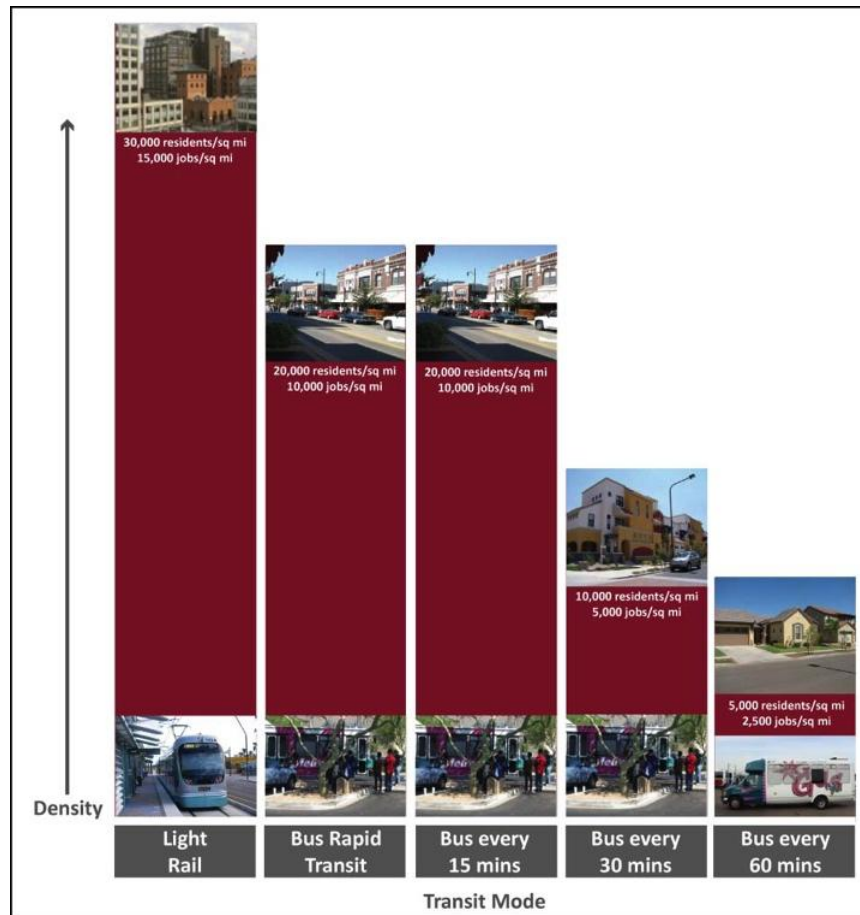 30,000 residents/sq mi
15,000 jobs/sq mi
20,000 residents/sq mi
10,000 jobs/sq mi
20,000 residents/sq mi
10,000 jobs/sq mi
10,000 residents/sq mi
5,000 jobs/sq mi
5,000 residents/sq mi
2,500 jobs/sq mi
Density
Light
Rail
Bus Rapid
Transit
Bus every
15 mins
Bus every
30 mins
Bus every
60 mins
Transit Mode